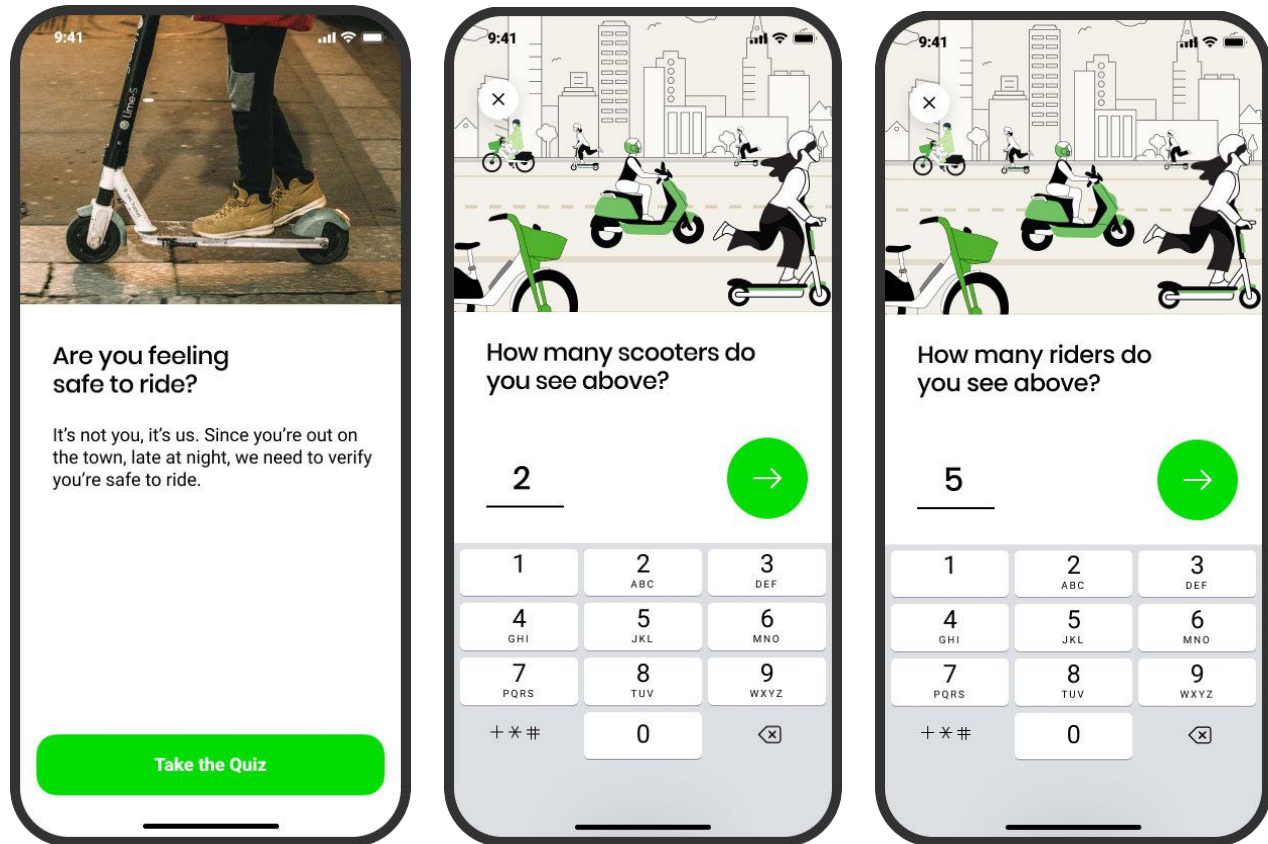 9:41
Lime-S
Are you feeling
safe to ride?
It's not you, it's us. Since you're out on
the town, late at night, we need to verify
you're safe to ride.
Take the Quiz
9:41
How many scooters do
you see above?
2
1
2
ABC
3
DEF
4
GHI
5
JKL
6
MNO
7
PQRS
8
TUV
9
WXYZ
+*#
0
9:41
How many riders do
you see above?
5
1
2
ABC
3
DEF
4
GHI
5
JKL
6
MNO
7
PQRS
8
TUV
9
WXYZ
+*#
0